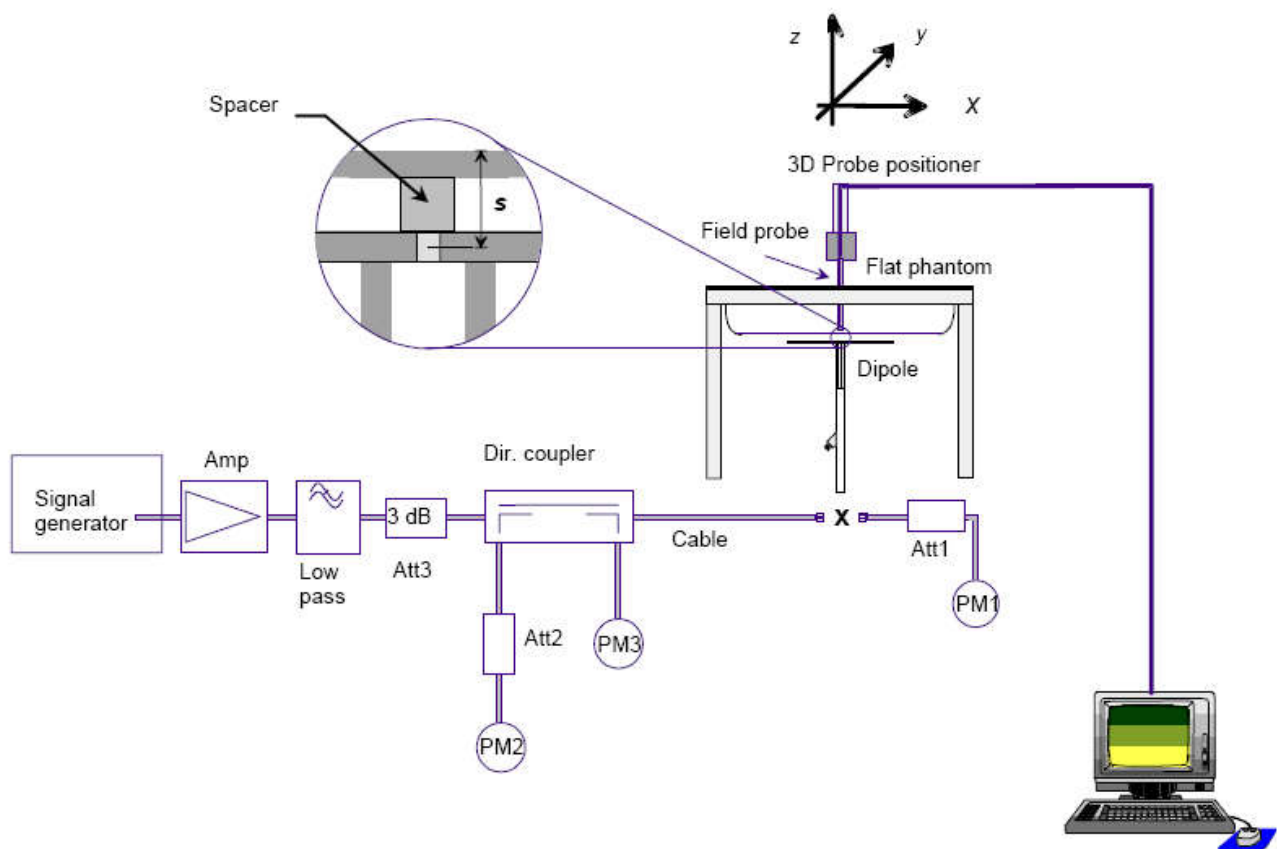 z
y
X
Spacer
s
3D Probe positioner
Field probe
Flat phantom
Dipole
Signal
generator
Amp
Low
pass
3 dB
Att3
Dir. coupler
Att2
PM2
PM3
Cable
X
Att1
PM1